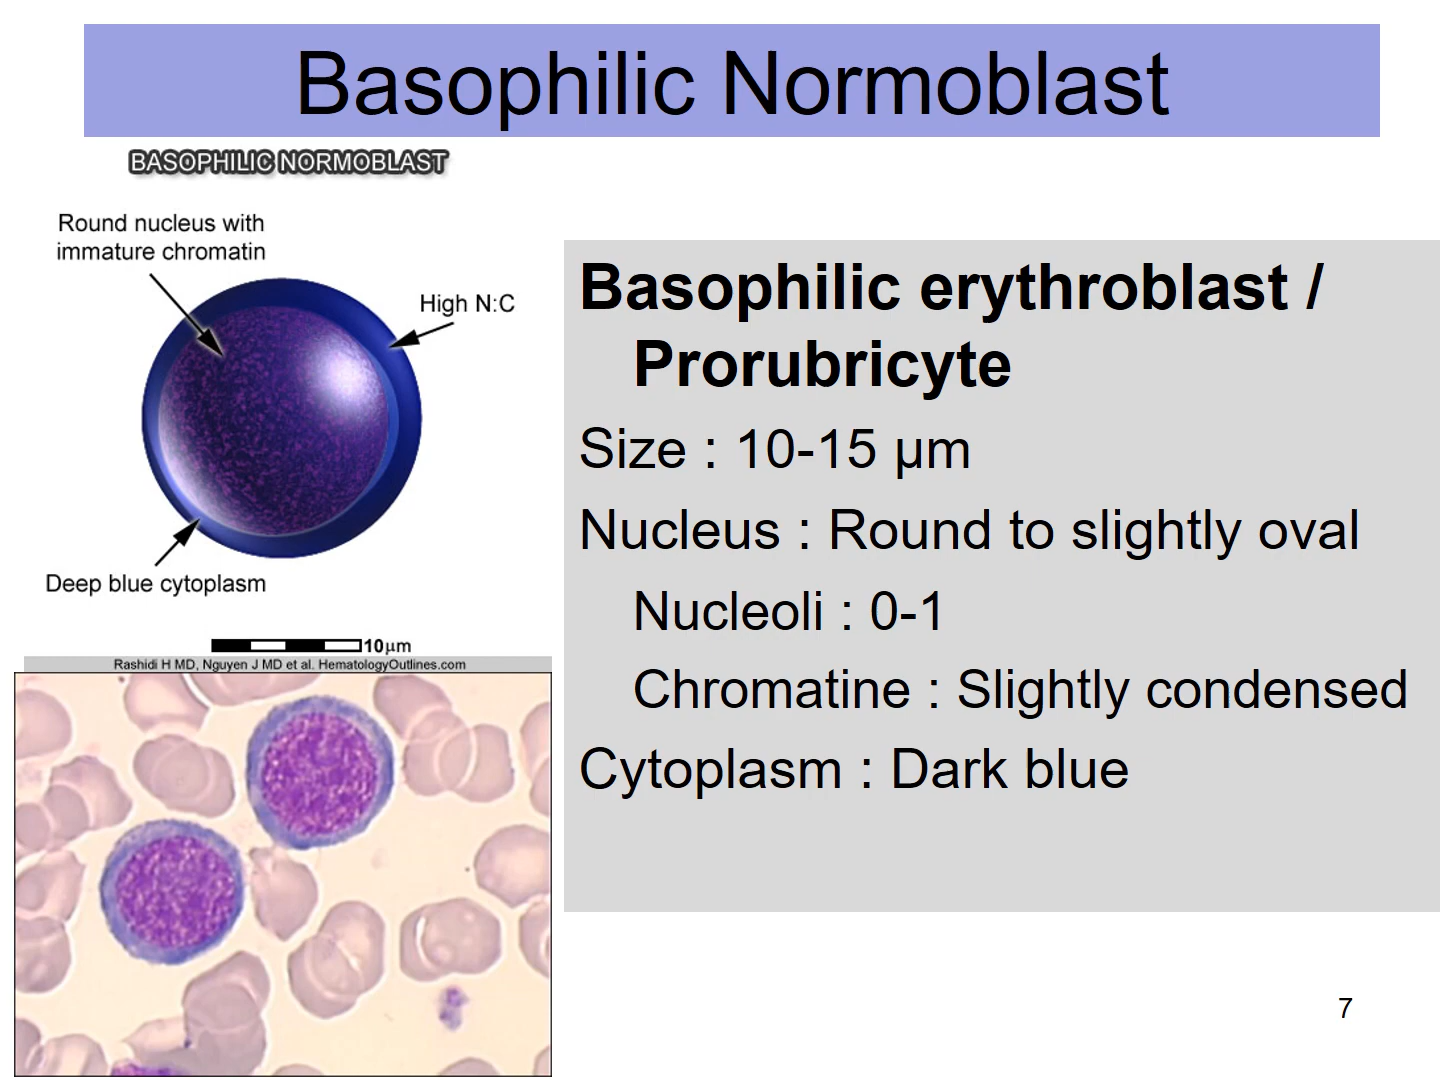 Basophilic Normoblast
BASOPHILIC NORMOBLAST
Round nucleus with
immature chromatin
High N:C
Deep blue cytoplasm
10μm
Rashidi H MD, Nguyen J MD et al. HematologyOutlines.com
Basophilic erythroblast /
Prorubricyte
Size : 10-15 µm
Nucleus : Round to slightly oval
Nucleoli : 0-1
Chromatine : Slightly condensed
Cytoplasm : Dark blue
7